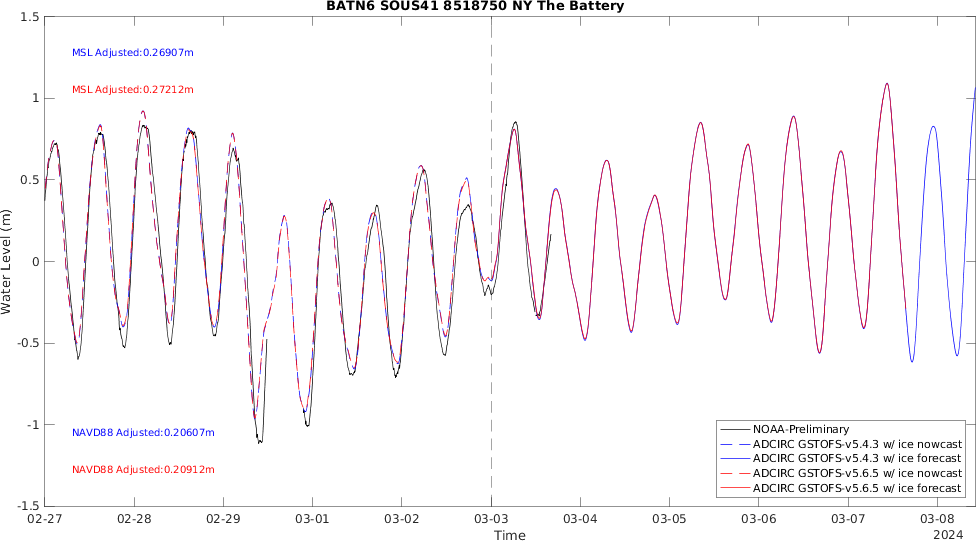 BATN6 SOUS41 8518750 NY The Battery
1.5
1
0.5
0
-0.5
-1
-1.5
Water Level (m)
MSL Adjusted:0.26907m
MSL Adjusted:0.27212m
NAVD88 Adjusted:0.20607m
NAVD88 Adjusted:0.20912m
NOAA-Preliminary
ADCIRC GSTOFS-v5.4.3 w/ ice nowcast
ADCIRC GSTOFS-v5.4.3 w/ ice forecast
ADCIRC GSTOFS-v5.6.5 w/ ice nowcast
ADCIRC GSTOFS-v5.6.5 w/ ice forecast
02-27 02-28 02-29 03-01 03-02 03-03 03-04 03-05 03-06 03-07 03-08
Time
2024